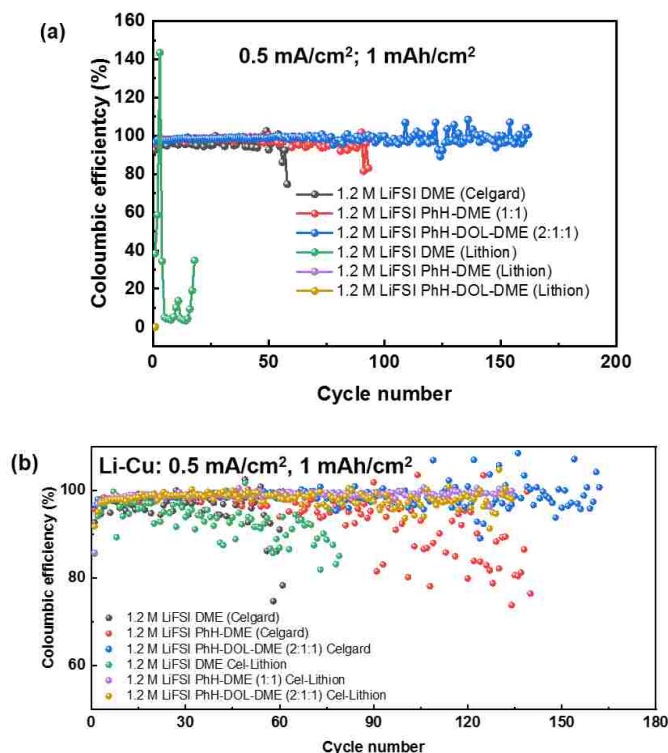 (a)
0.5 mA/cm²; 1 mAh/cm²
Coloumbic efficientcy (%)
160
140
120
100
80
60
40
20
0
1.2 M LiFSI DME (Celgard)
1.2 M LiFSI PhH-DME (1:1)
1.2 M LiFSI PhH-DOL-DME (2:1:1)
1.2 M LiFSI DME (Lithion)
1.2 M LiFSI PhH-DME (Lithion)
1.2 M LiFSI PhH-DOL-DME (Lithion)
0 50 100 150 200
Cycle number
(b)
Li-Cu: 0.5 mA/cm², 1 mAh/cm²
Coloumbic efficiency (%)
100
80
60
1.2 M LiFSI DME (Celgard)
1.2 M LiFSI PhH-DME (Celgard)
1.2 M LiFSI PhH-DOL-DME (2:1:1) Celgard
1.2 M LiFSI DME Cel-Lithion
1.2 M LiFSI PhH-DME (1:1) Cel-Lithion
1.2 M LiFSI PhH-DOL-DME (2:1:1) Cel-Lithion
0 30 60 90 120 150 180
Cycle number